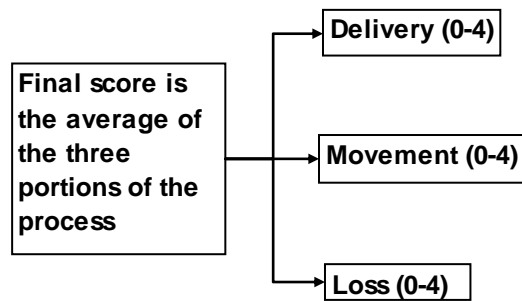 Delivery (0-4)
Final score is
the average of
the three
portions of the
process
Movement (0-4)
Loss (0-4)